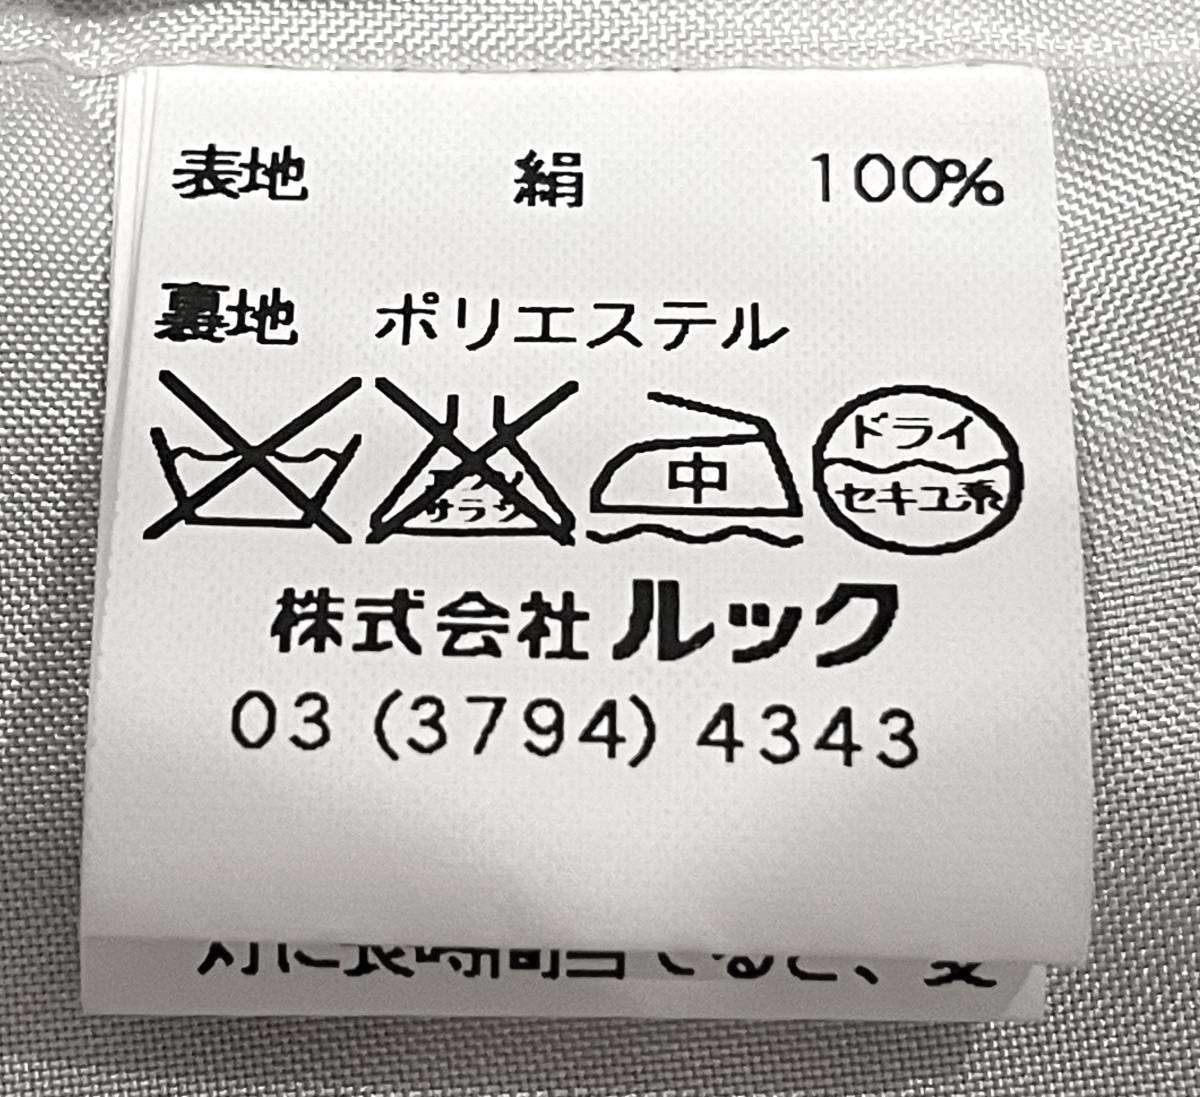 表地 絹 100%
裏地 ポリエステル
中
ドライ
セキユ系
株式会社ルック
03(3794)4343